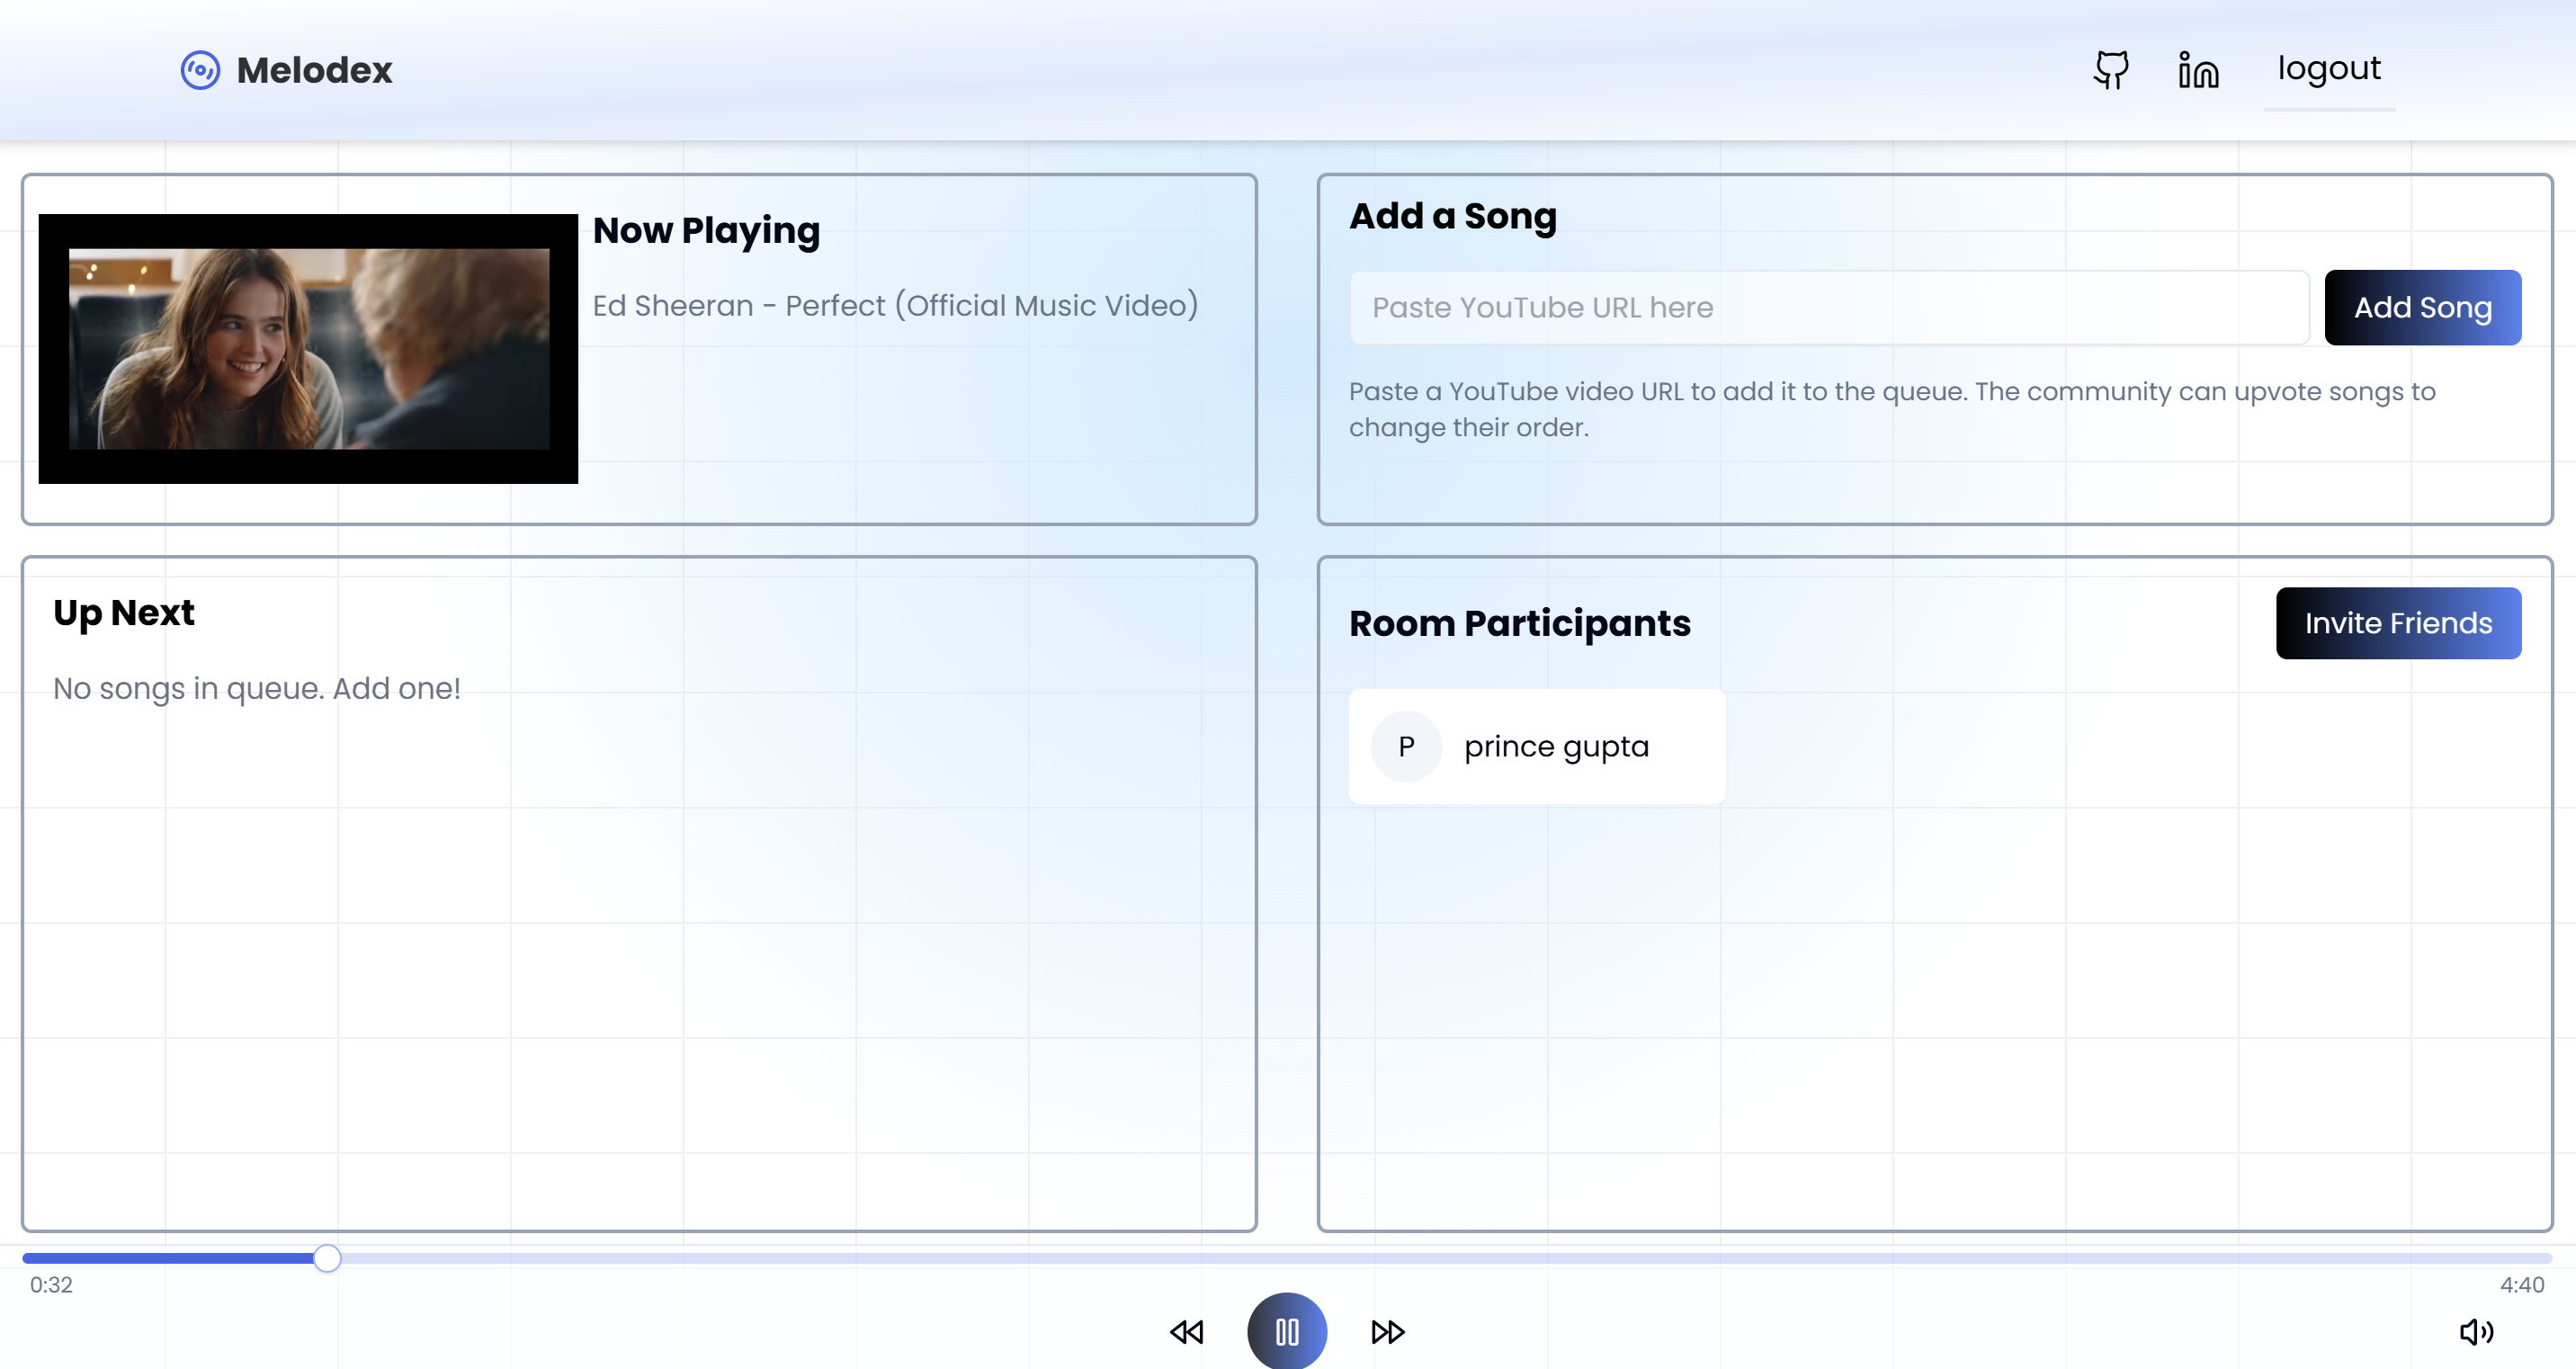 Melodex
logout
Now Playing
Ed Sheeran - Perfect (Official Music Video)
Add a Song
Paste YouTube URL here
Add Song
Paste a YouTube video URL to add it to the queue. The community can upvote songs to
change their order.
Up Next
No songs in queue. Add one!
Room Participants
Invite Friends
P
prince gupta
0:32
4:40